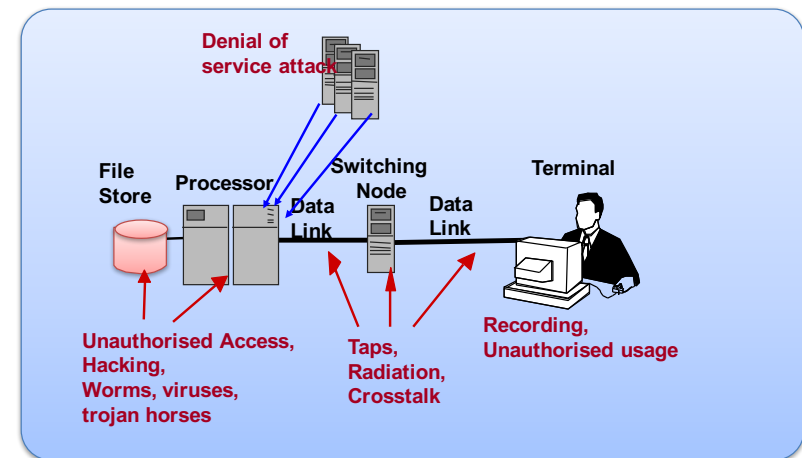 Denial of
service attack
File
Store
Processor
Data
Link
Switching
Node
Data
Link
Terminal
Unauthorised Access,
Hacking,
Worms, viruses,
trojan horses
Taps,
Radiation,
Crosstalk
Recording,
Unauthorised usage